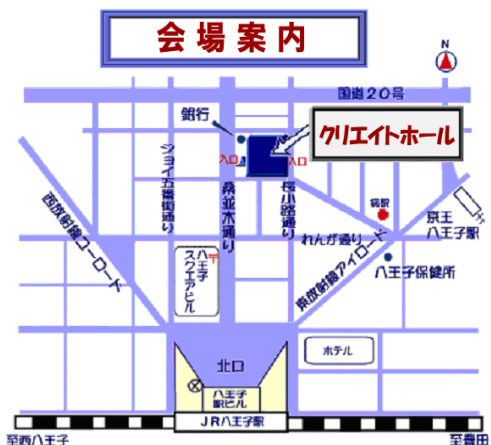 会場案内
N
国道20号
銀行
クリエイトホール
入口
入口
ジョイ五番街通り
桑並木通り
長小路通り
西放射線ユーロード
病院
京王
八王子駅
れんが通り
東放射線アイロード
八王子保健所
八王子
スクエアビル
〒
北口
ホテル
八王子
駅ビル
JR八王子駅
至西八王子
至豊田